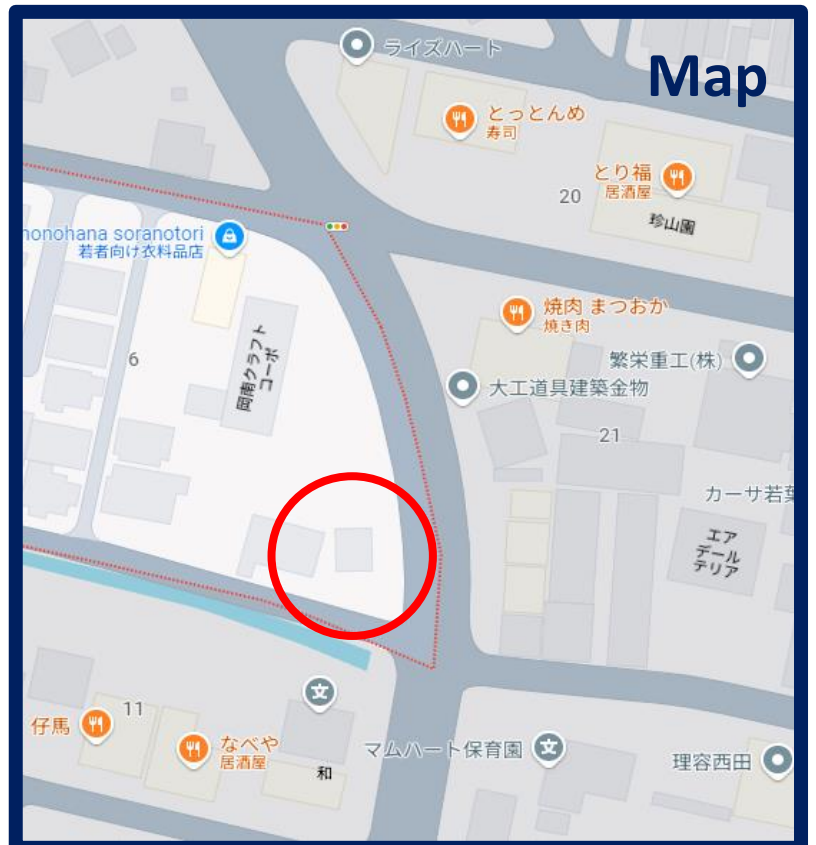 Map
ライズハート
とっとんめ
寿司
とり福
居酒屋
20
珍山園
onohana soranotori
若者向け衣料品店
焼肉 まつおか
焼き肉
繁栄重工(株)
大工道具建築金物
6
岡南クラフト
コーポ
21
カーサ若葉
エア
デール
テリア
仔馬
11
なべや
居酒屋
和
マムハート保育園
文
文
理容西田